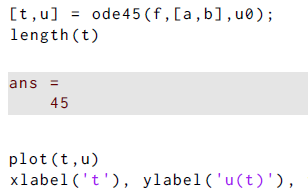 [t,u] = ode45(f,[a,b],u0);
length(t)
ans =
45
plot(t,u)
xlabel('t'), ylabel('u(t)'),